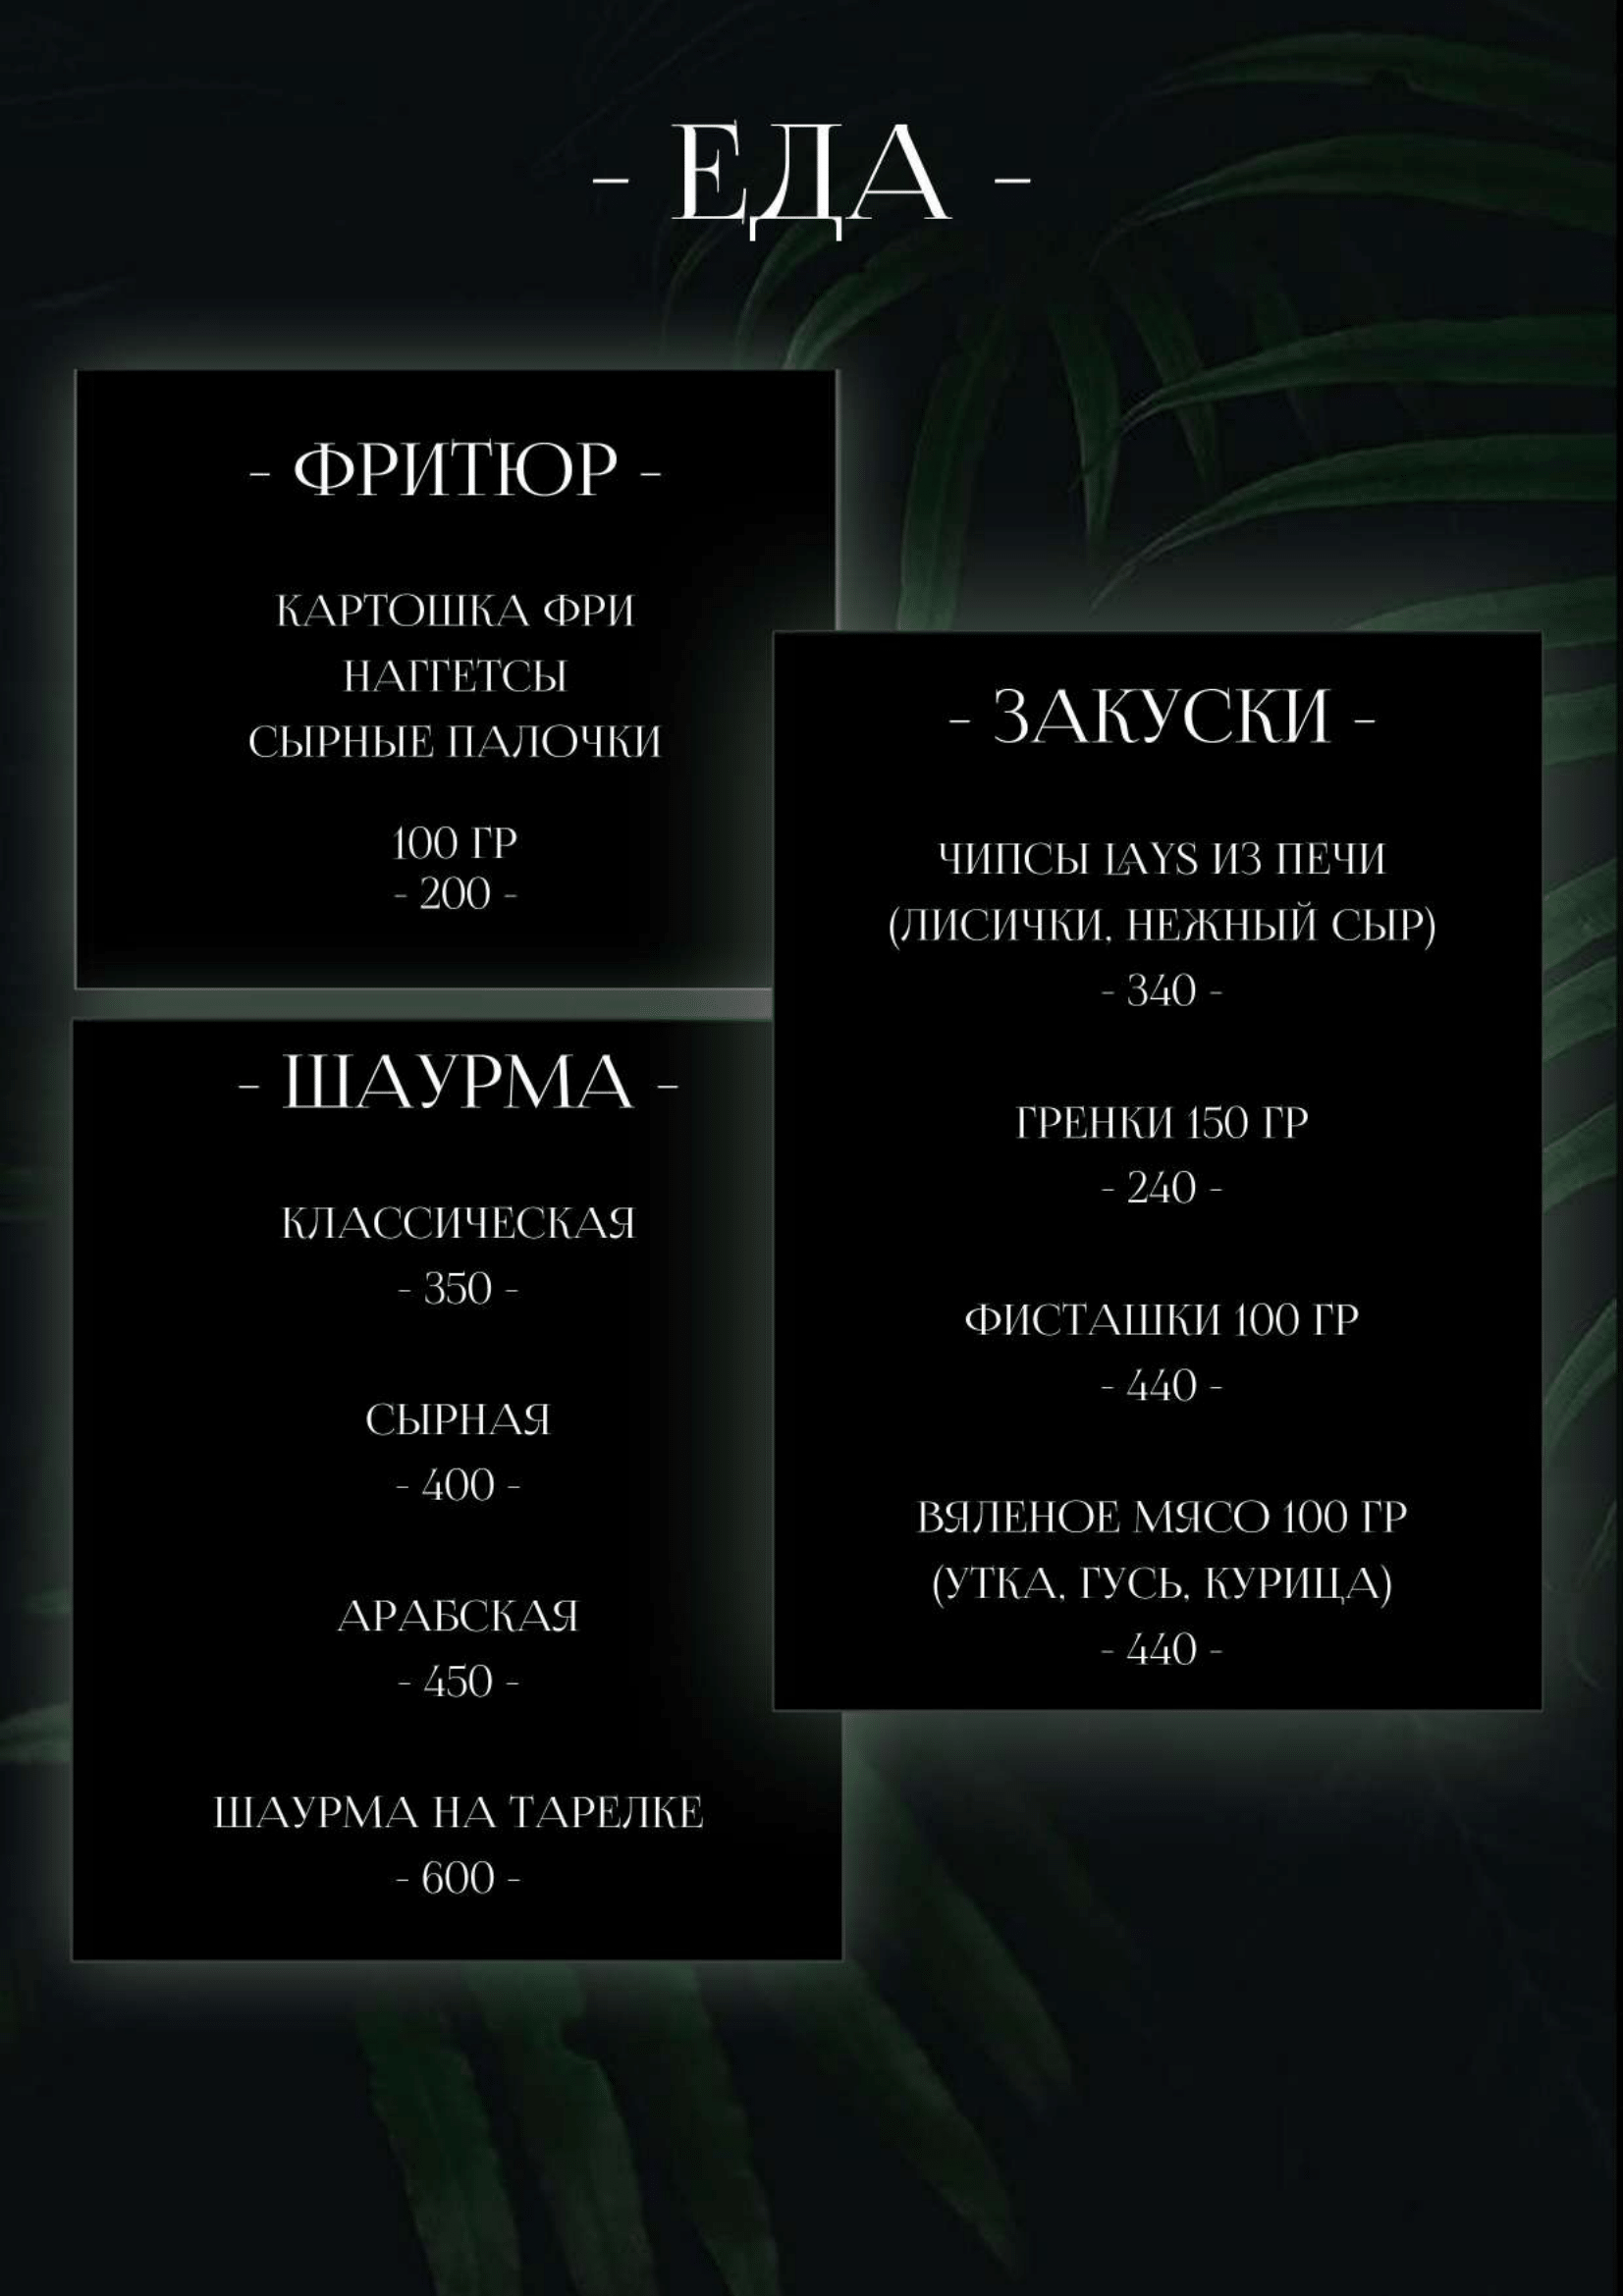 - ЕДА -
- ФРИТЮР -
КАРТОШКА ФРИ
НАГГЕТСЫ
СЫРНЫЕ ПАЛОЧКИ
100 ГР
- 200 -
- ШАУРМА -
КЛАССИЧЕСКАЯ
- 350 -
СЫРНАЯ
- 400 -
АРАБСКАЯ
- 450 -
ШАУРМА НА ТАРЕЛКЕ
- 600 -
- ЗАКУСКИ -
ЧИПСЫ LAYS ИЗ ПЕЧИ
(ЛИСИЧКИ, НЕЖНЫЙ СЫР)
- 340 -
ГРЕНКИ 150 ГР
- 240 -
ФИСТАШКИ 100 ГР
- 440 -
ВЯЛЕНОЕ МЯСО 100 ГР
(УТКА, ГУСЬ, КУРИЦА)
- 440 -